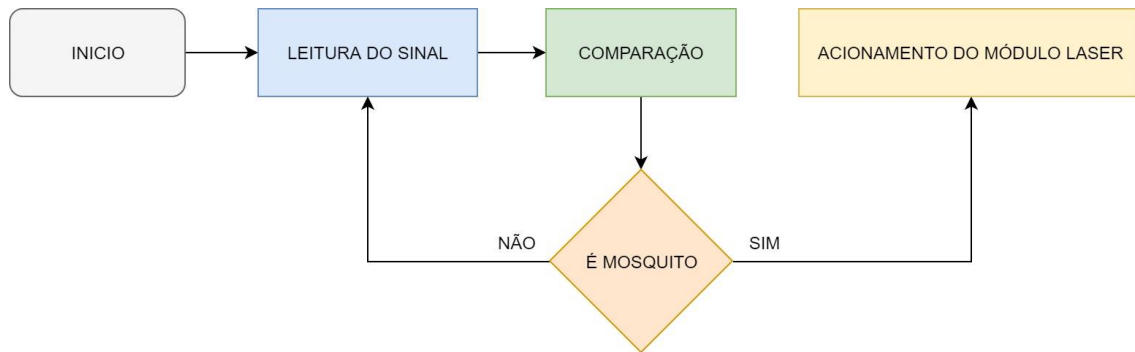 INICIO
LEITURA DO SINAL
COMPARAÇÃO
ACIONAMENTO DO MÓDULO LASER
NÃO
SIM
É MOSQUITO